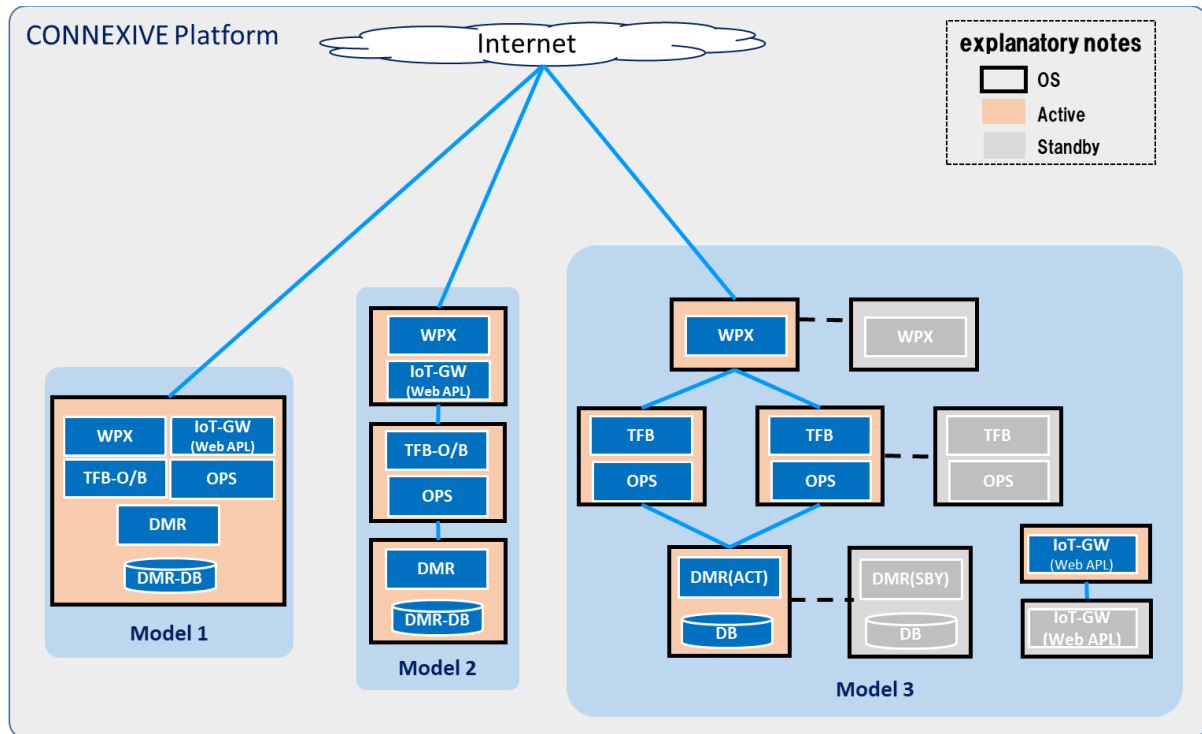 CONNEXIVE Platform
Internet
explanatory notes
OS
Active
Standby
WPX
IoT-GW
(Web APL)
TFB-O/B
OPS
DMR
DMR-DB
Model 1
WPX
IoT-GW
(Web APL)
TFB-O/B
OPS
DMR
DMR-DB
Model 2
WPX
WPX
TFB
OPS
TFB
OPS
TFB
OPS
DMR(ACT)
DB
DMR(SBY)
DB
IoT-GW
(Web APL)
IoT-GW
(Web APL)
Model 3